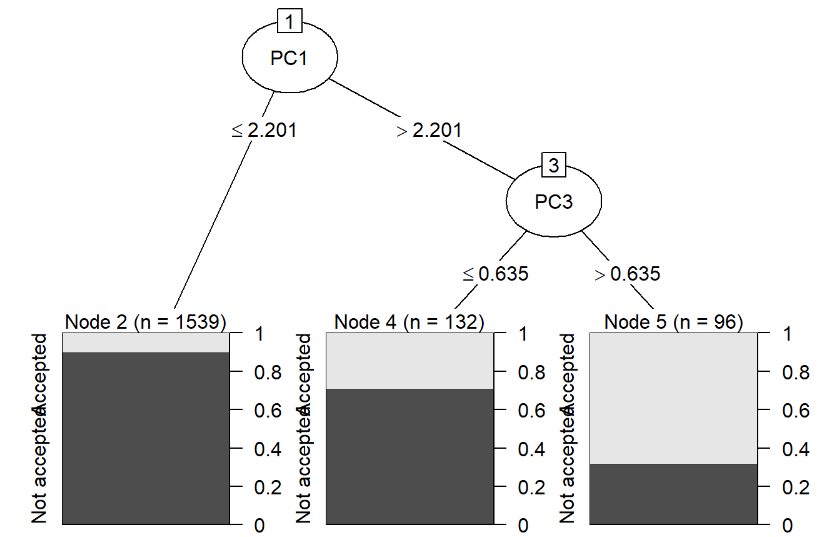 1
PC1
≤ 2.201
> 2.201
3
PC3
≤ 0.635
> 0.635
Node 2 (n = 1539)
Not accepted
Accepted
1
0.8
0.6
0.4
0.2
0
Node 4 (n = 132)
Not accepted
Accepted
1
0.8
0.6
0.4
0.2
0
Node 5 (n = 96)
Not accepted
Accepted
1
0.8
0.6
0.4
0.2
0